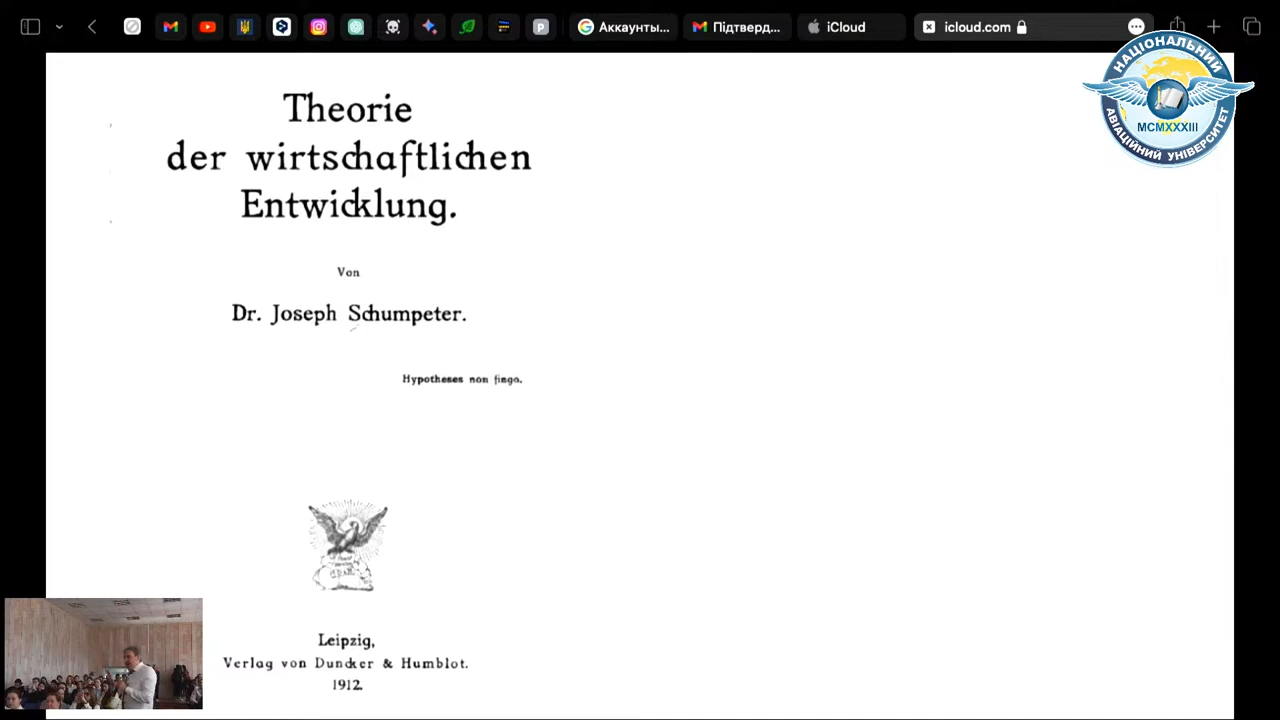 Аккаунты...
Підтверд...
iCloud
icloud.com
НАЦІОНАЛЬНИЙ
MCMXXXIII
АВІАЦІЙНИЙ УНІВЕРСИТЕТ
Theorie
der wirtschaftlichen
Entwicklung.
Von
Dr. Joseph Schumpeter.
Hypotheses non fingo.
Leipzig,
Verlag von Duncker & Humblot.
1912.